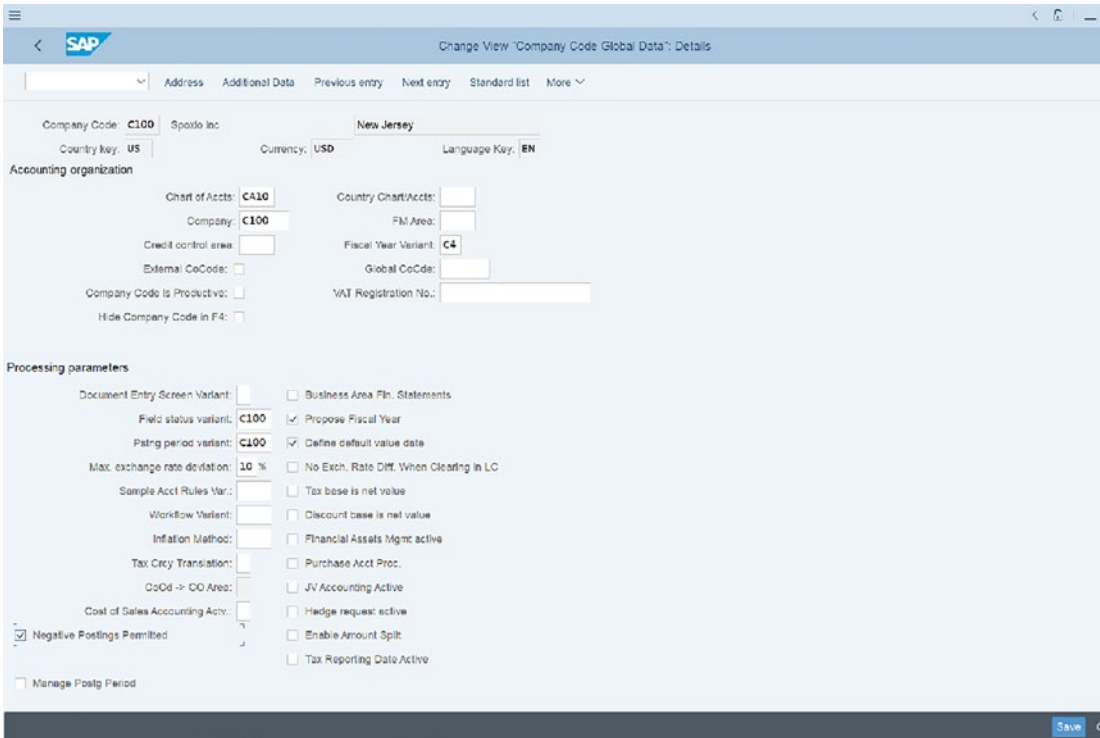 SAP
Change View "Company Code Global Data": Details
Address Additional Data Previous entry Next entry Standard list More
Company Code: C100 Spoxio Inc New Jersey
Country key: US Currency: USD Language Key: EN
Accounting organization
Chart of Accts: CA10 Country Chart/Accts:
Company: C100 FM Area:
Credit control area: Fiscal Year Variant: C4
External CoCode: Global CoCde:
Company Code Is Productive: VAT Registration No.:
Hide Company Code in F4:
Processing parameters
Document Entry Screen Variant: Business Area Fin. Statements
Field status variant: C100 Propose Fiscal Year
Pstng period variant: C100 Define default value date
Max. exchange rate deviation: 10 % No Exch. Rate Diff. When Clearing in LC
Sample Acct Rules Var.: Tax base is net value
Workflow Variant: Discount base is net value
Inflation Method: Financial Assets Mgmt active
Tax Crcy Translation: Purchase Acct Proc.
CoCd -> CO Area: JV Accounting Active
Cost of Sales Accounting Actv.: Hedge request active
Negative Postings Permitted Enable Amount Split
Tax Reporting Date Active
Manage Postg Period
Save